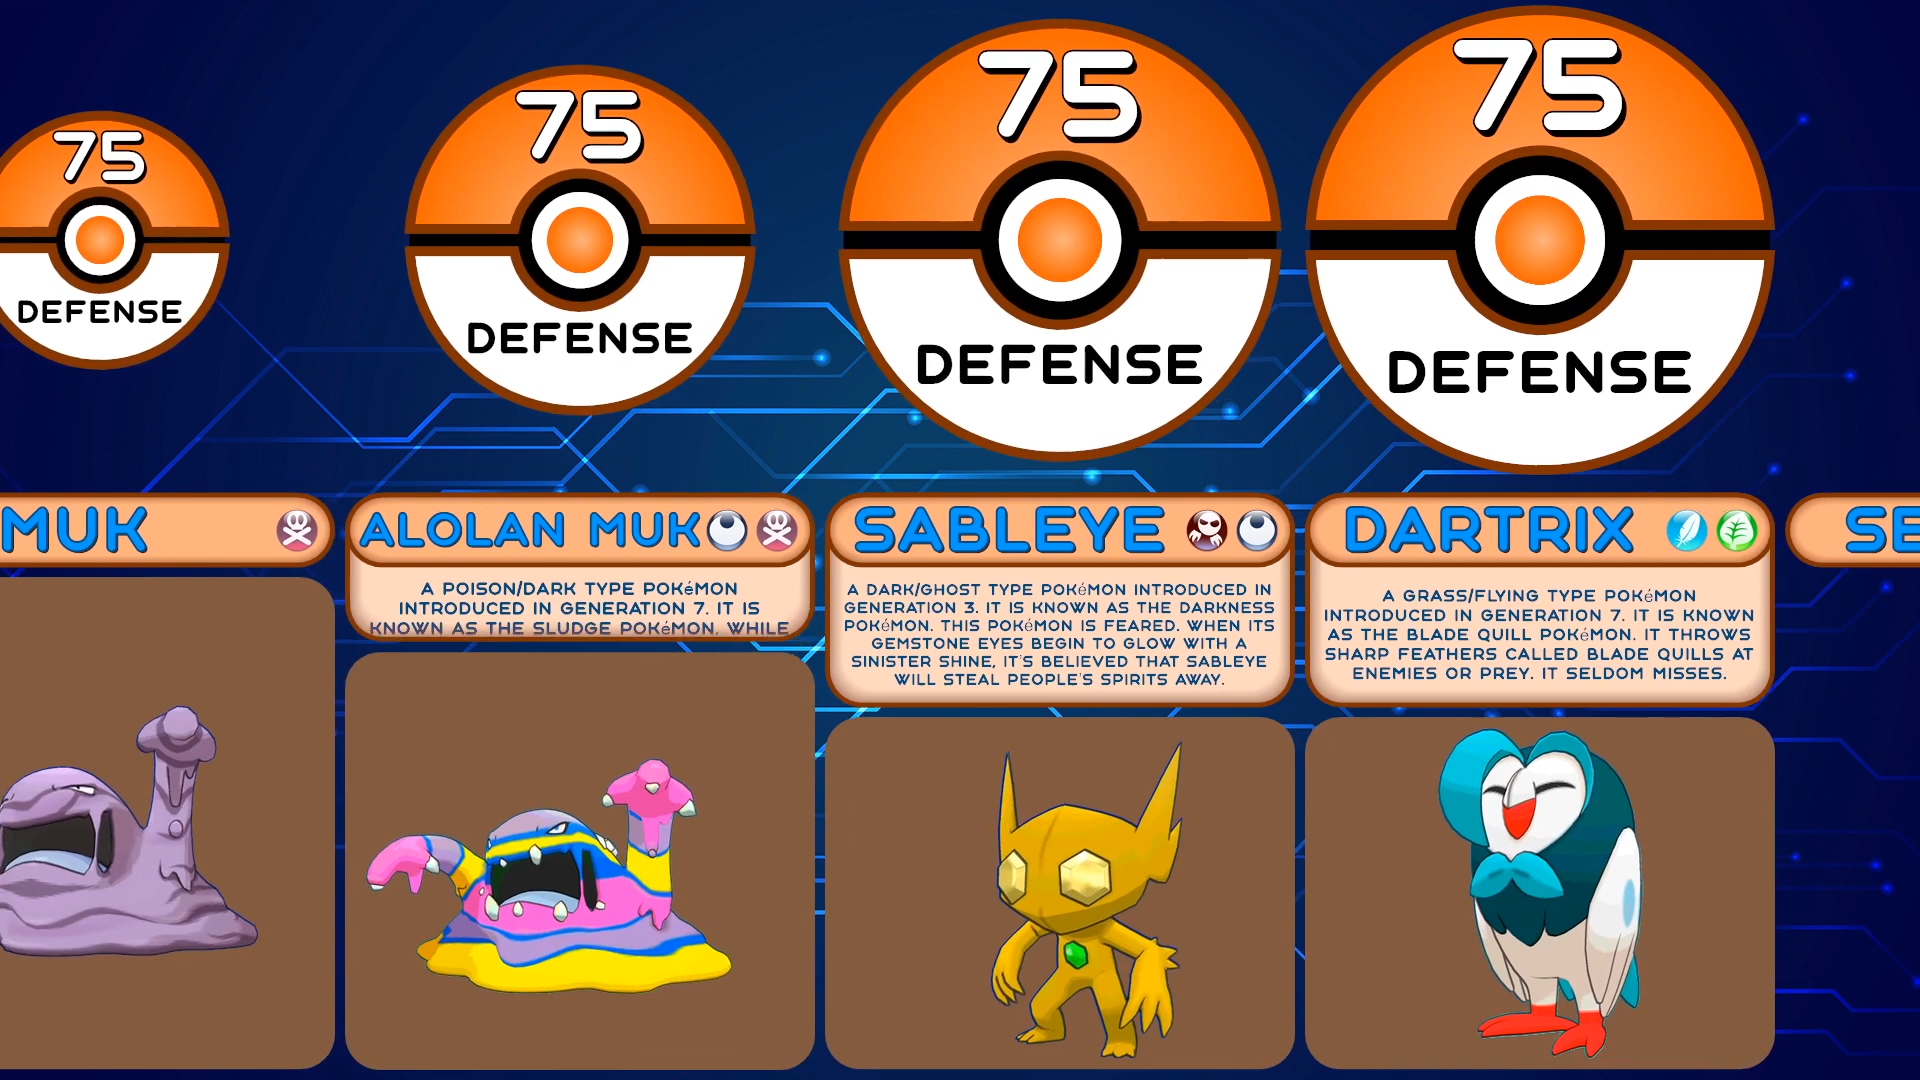 75
DEFENSE
75
DEFENSE
75
DEFENSE
75
DEFENSE
MUK
ALOLAN MUK
A POISON/DARK TYPE POKéMON
INTRODUCED IN GENERATION 7. IT IS
KNOWN AS THE SLUDGE POKéMON. WHILE
SABLEYE
A DARK/GHOST TYPE POKéMON INTRODUCED IN
GENERATION 3. IT IS KNOWN AS THE DARKNESS
POKéMON. THIS POKéMON IS FEARED. WHEN ITS
GEMSTONE EYES BEGIN TO GLOW WITH A
SINISTER SHINE, IT'S BELIEVED THAT SABLEYE
WILL STEAL PEOPLE'S SPIRITS AWAY.
DARTRIX
A GRASS/FLYING TYPE POKéMON
INTRODUCED IN GENERATION 7. IT IS KNOWN
AS THE BLADE QUILL POKéMON. IT THROWS
SHARP FEATHERS CALLED BLADE QUILLS AT
ENEMIES OR PREY. IT SELDOM MISSES.
SE